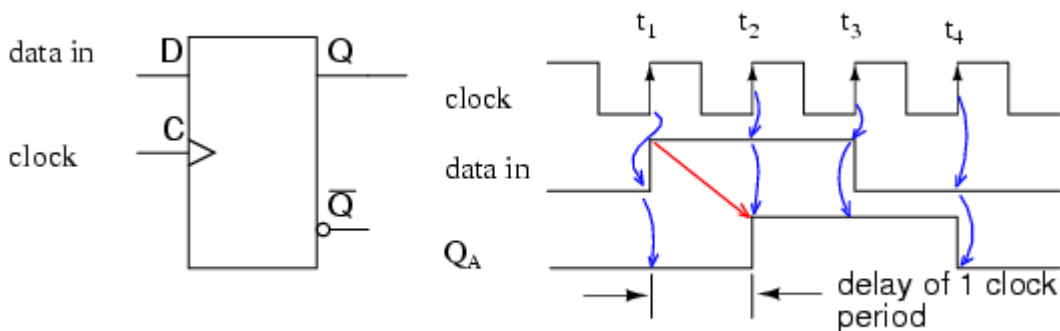 data in
D
Q
C
clock
Q̅
t1
t2
t3
t4
clock
data in
QA
delay of 1 clock
period